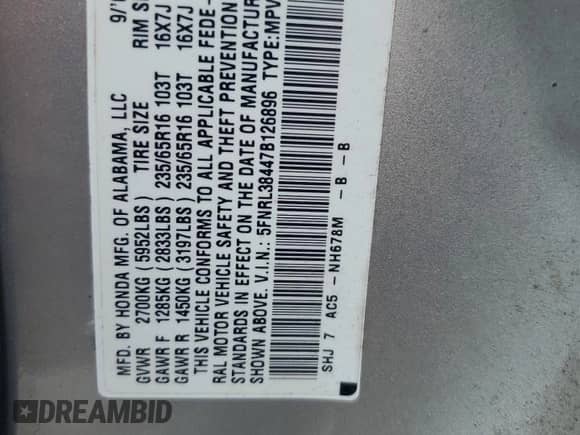 MFD. BY HONDA MFG. OF ALABAMA, LLC 9/
GVWR 2700KG (5952LBS) TIRE SIZE RIM S
GAWR F 1285KG (2833LBS) 235/65R16 103T 16X7J
GAWR R 1450KG (3197LBS) 235/65R16 103T 16X7J
THIS VEHICLE CONFORMS TO ALL APPLICABLE FEDE-
RAL MOTOR VEHICLE SAFETY AND THEFT PREVENTION
STANDARDS IN EFFECT ON THE DATE OF MANUFACTUR
SHOWN ABOVE. V.I.N.: 5FNRL38447B126896 TYPE:MPV
SHJ 7 AC5 -NH678M - B - B
DREAMBID